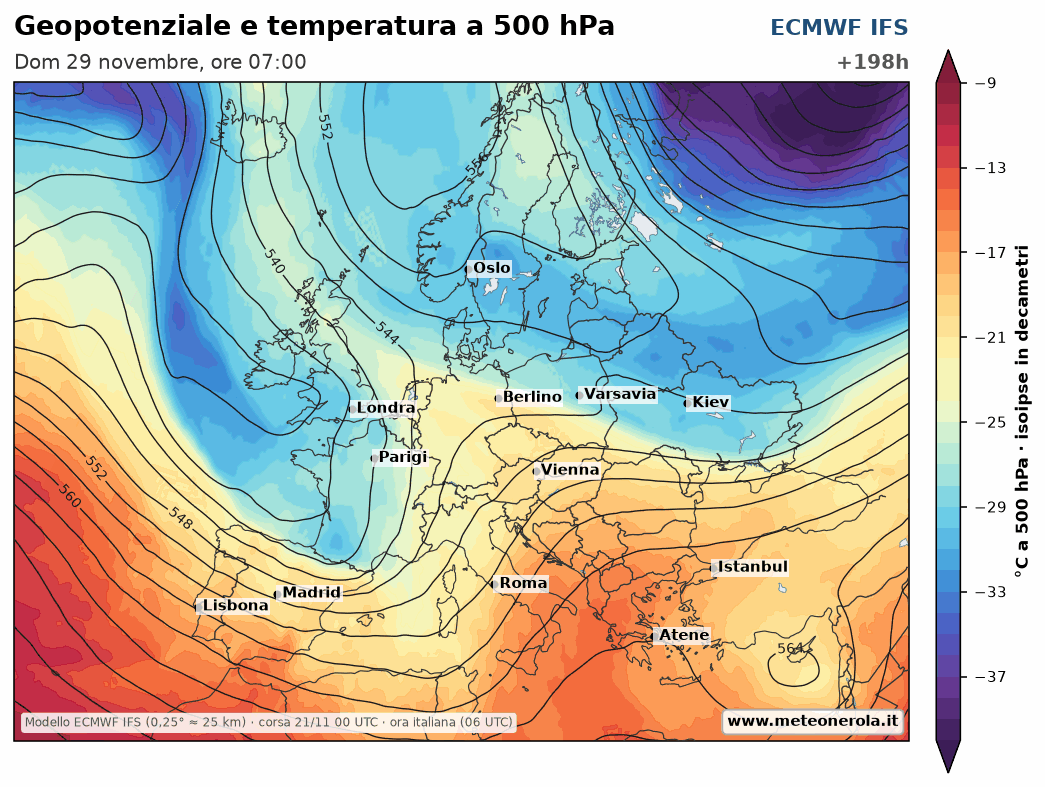 Geopotenziale e temperatura a 500 hPa
ECMWF IFS
Dom 29 novembre, ore 07:00
+198h
552
556
540
544
552
560
548
564
Oslo
Londra
Berlino
Varsavia
Kiev
Parigi
Vienna
Madrid
Lisbona
Roma
Istanbul
Atene
−9
−13
−17
−21
−25
−29
−33
−37
°C a 500 hPa · isoipse in decametri
Modello ECMWF IFS (0,25° ≈ 25 km) · corsa 21/11 00 UTC · ora italiana (06 UTC)
www.meteonerola.it